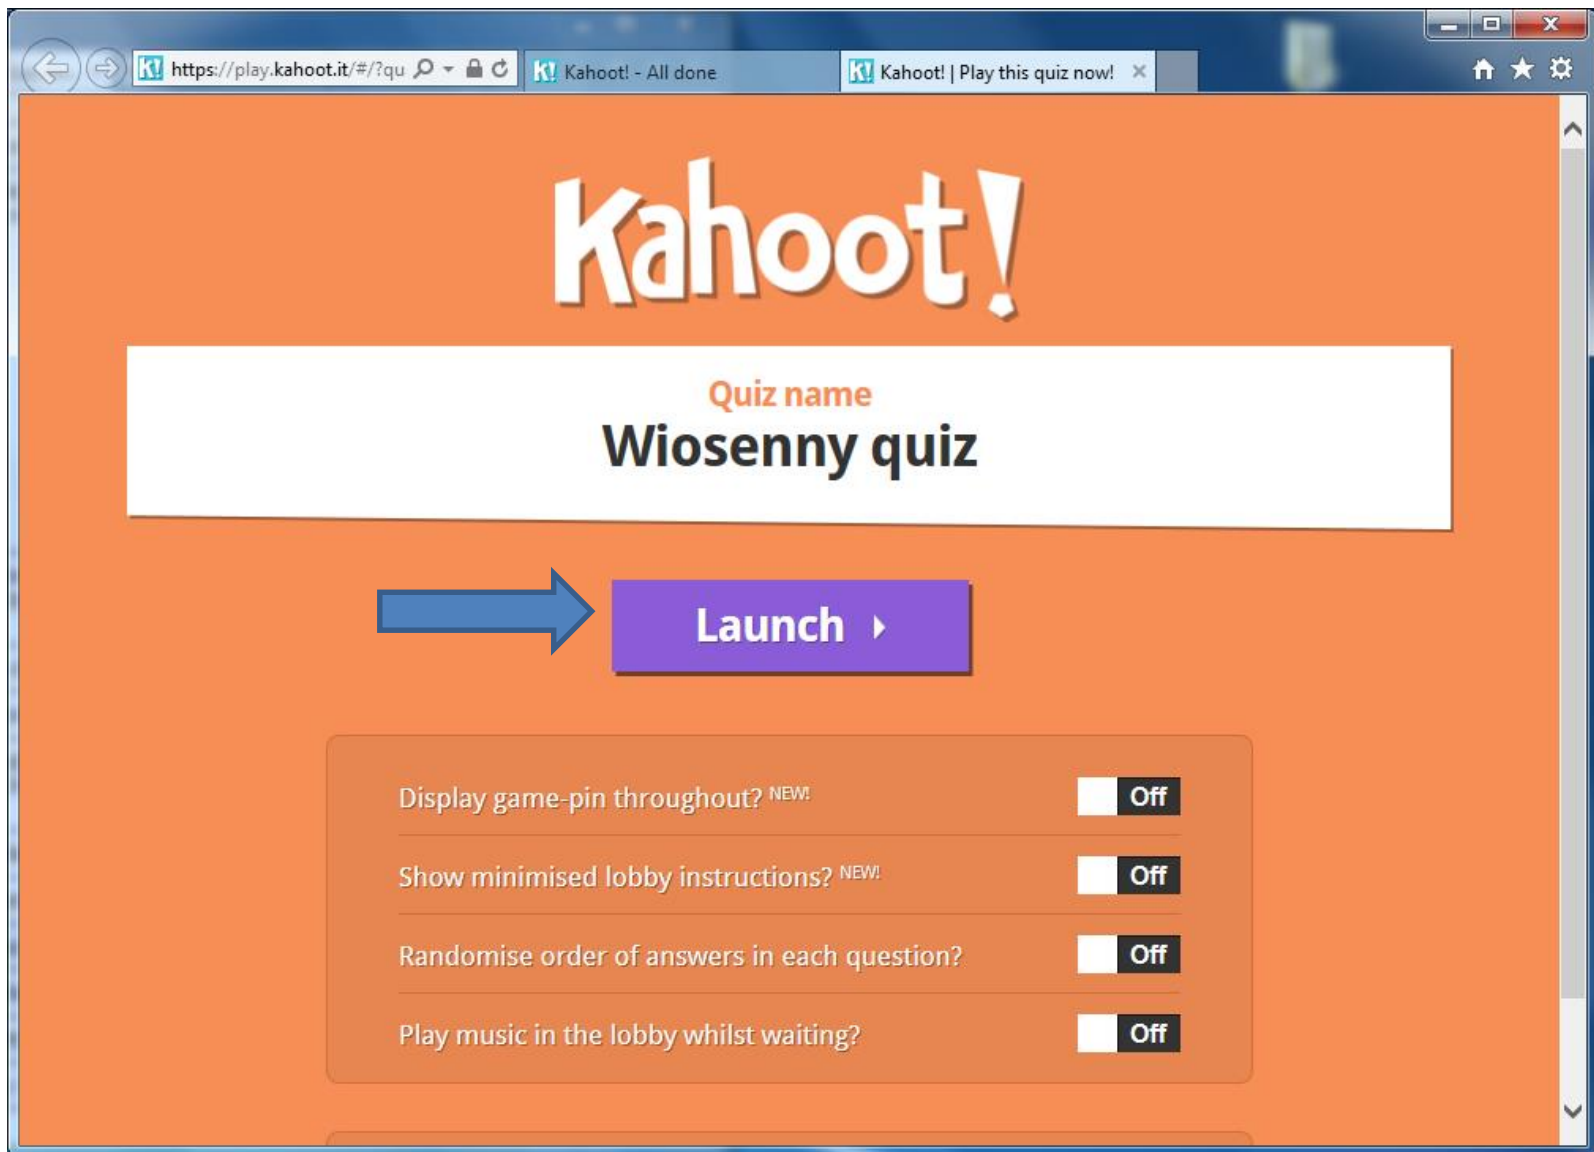 https://play.kahoot.it/#/?qu
K! Kahoot! - All done
K! Kahoot! | Play this quiz now!
Kahoot!
Quiz name
Wiosenny quiz
Launch
Display game-pin throughout? NEW! Off
Show minimised lobby instructions? NEW! Off
Randomise order of answers in each question? Off
Play music in the lobby whilst waiting? Off